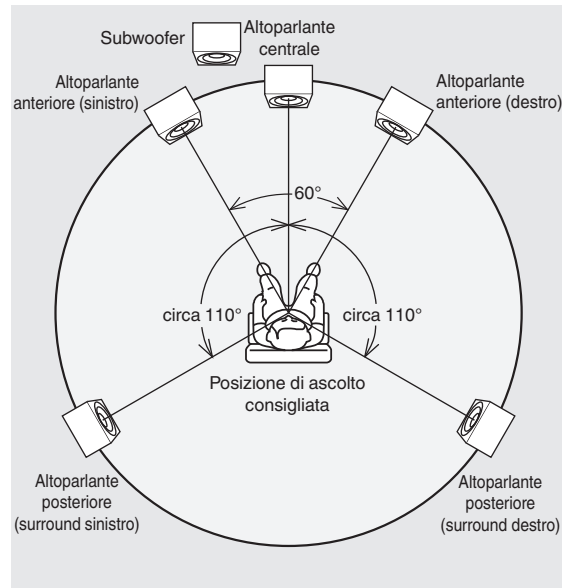 Subwoofer
Altoparlante
centrale
Altoparlante
anteriore (sinistro)
Altoparlante
anteriore (destro)
60°
circa 110°
circa 110°
Posizione di ascolto
consigliata
Altoparlante
posteriore
(surround sinistro)
Altoparlante
posteriore
(surround destro)